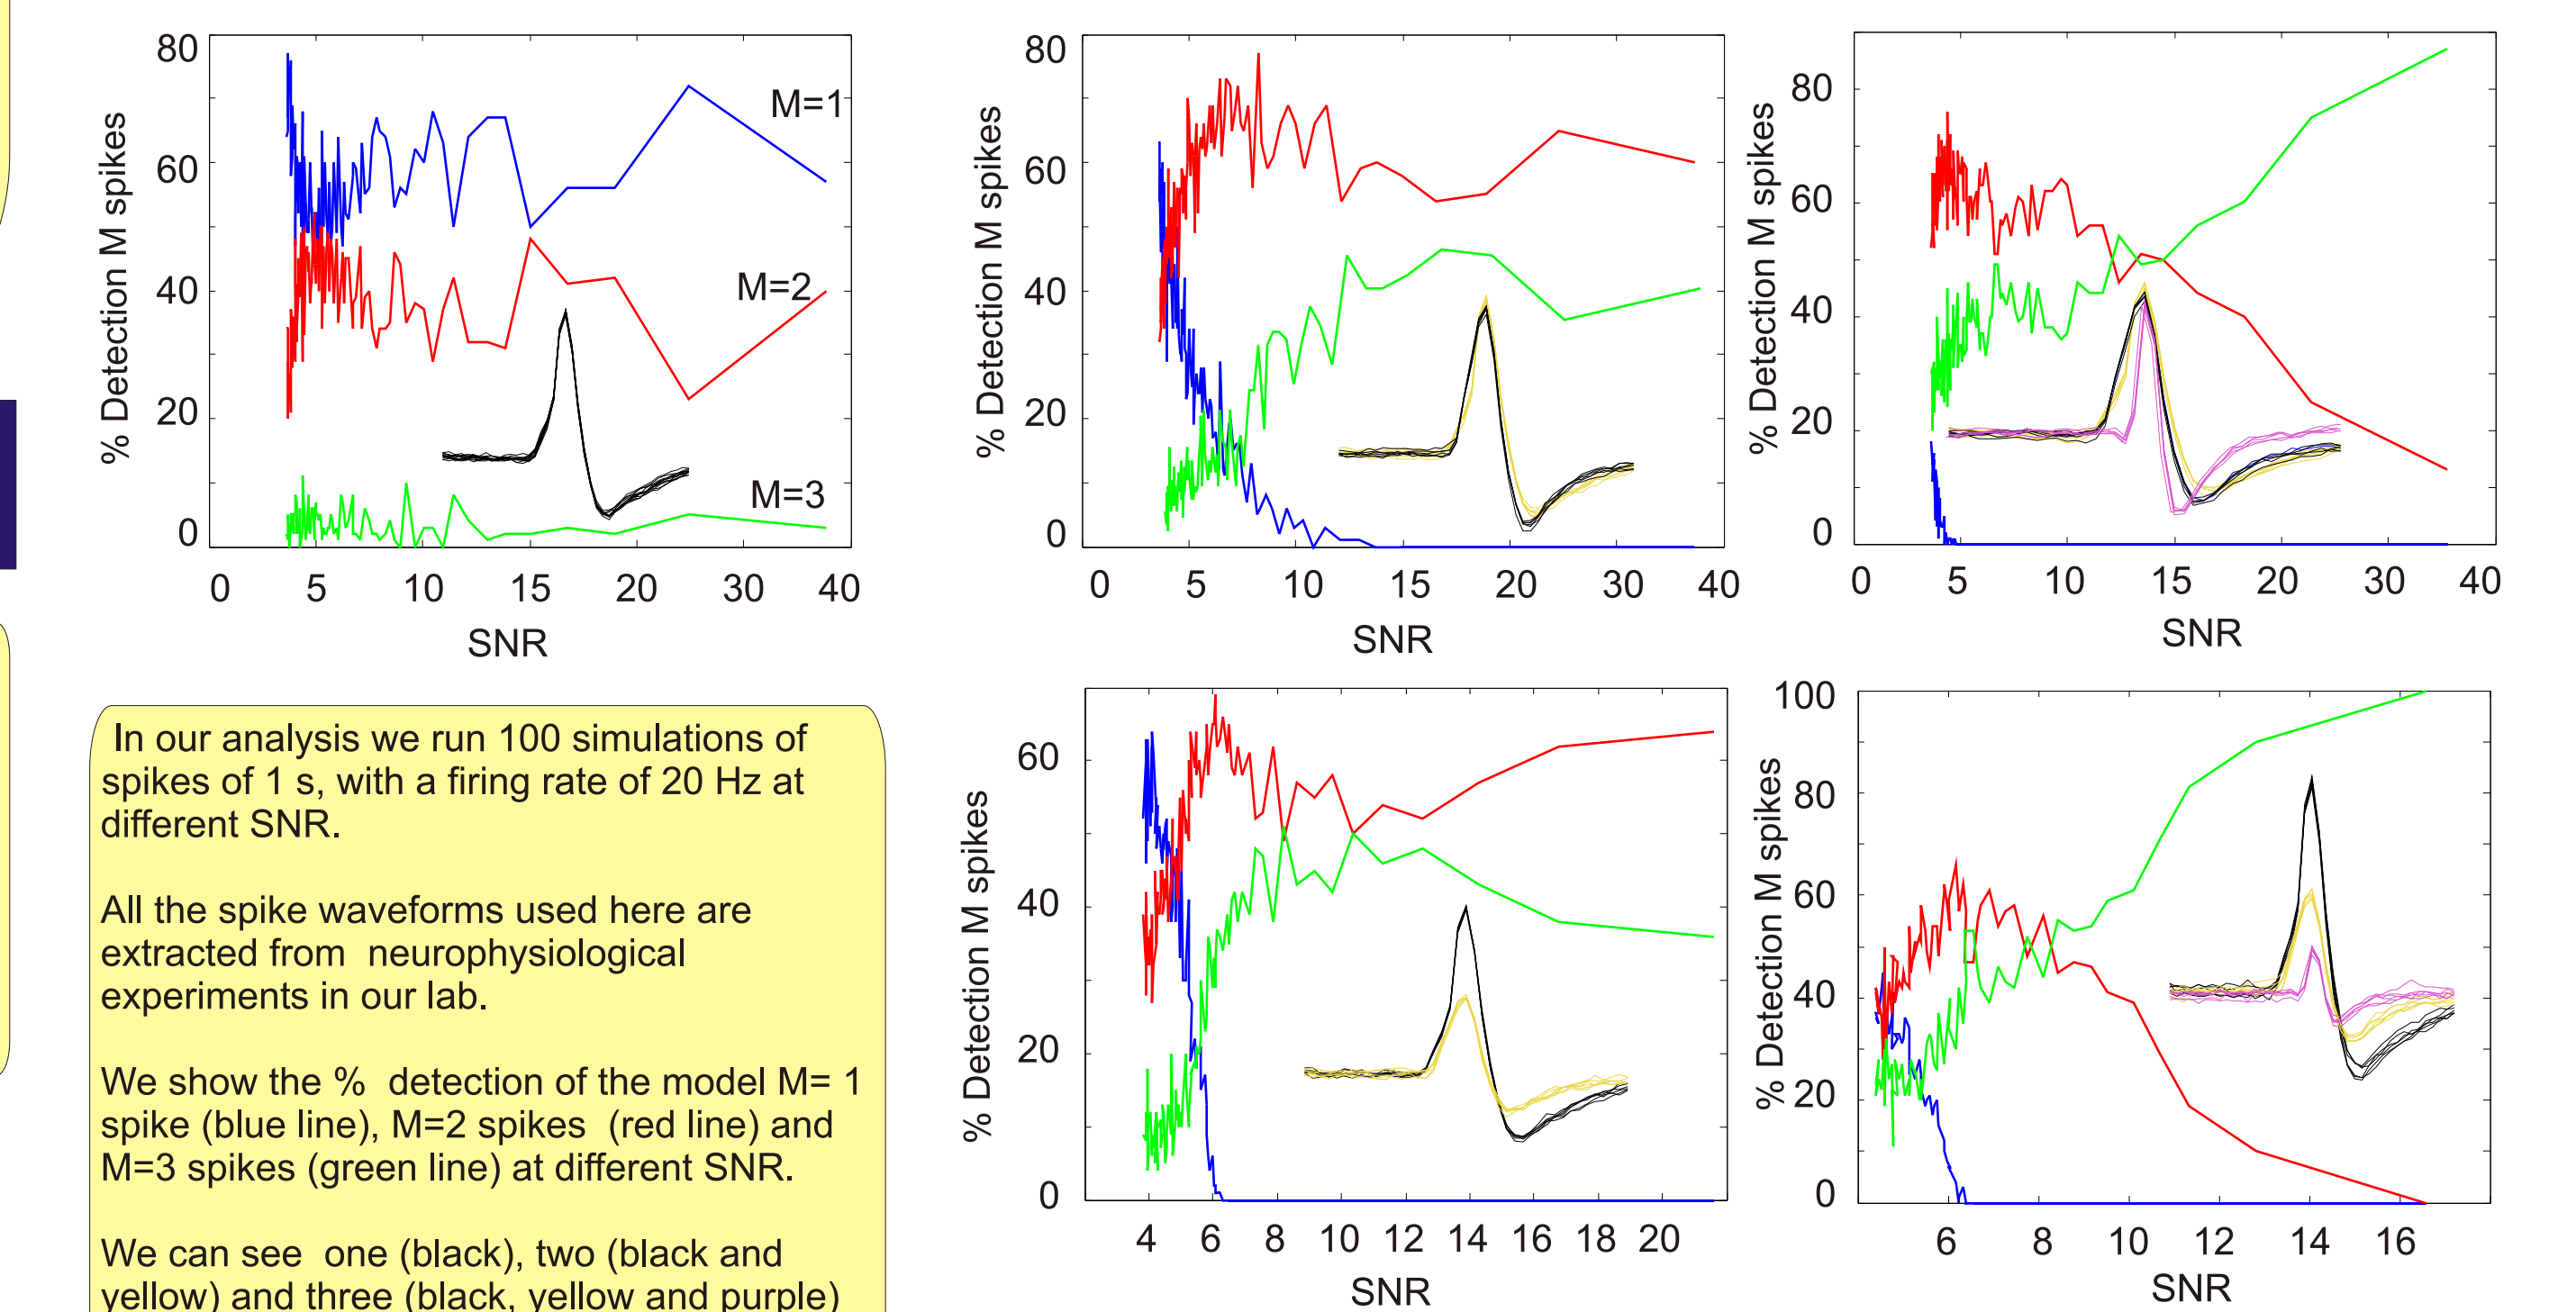 80
60
40
20
0
% Detection M spikes
M=1
M=2
M=3
0 5 10 15 20 30 40
SNR
80
60
40
20
0
% Detection M spikes
0 5 10 15 20 30 40
SNR
80
60
40
20
0
% Detection M spikes
0 5 10 15 20 30 40
SNR
In our analysis we run 100 simulations of
spikes of 1 s, with a firing rate of 20 Hz at
different SNR.
All the spike waveforms used here are
extracted from neurophysiological
experiments in our lab.
We show the % detection of the model M= 1
spike (blue line), M=2 spikes (red line) and
M=3 spikes (green line) at different SNR.
We can see one (black), two (black and
yellow) and three (black, yellow and purple)
60
40
20
0
% Detection M spikes
4 6 8 10 12 14 16 18 20
SNR
100
80
60
40
20
0
% Detection M spikes
6 8 10 12 14 16
SNR